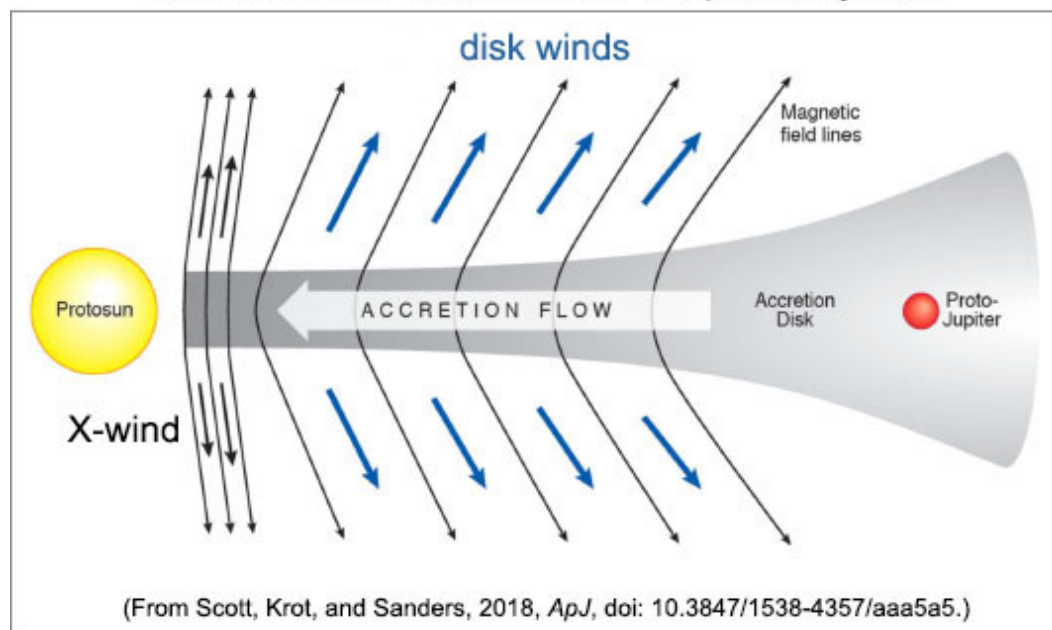 disk winds
Magnetic
field lines
Protosun
ACCRETION FLOW
Accretion
Disk
Proto-
Jupiter
X-wind
(From Scott, Krot, and Sanders, 2018, ApJ, doi: 10.3847/1538-4357/aaa5a5.)